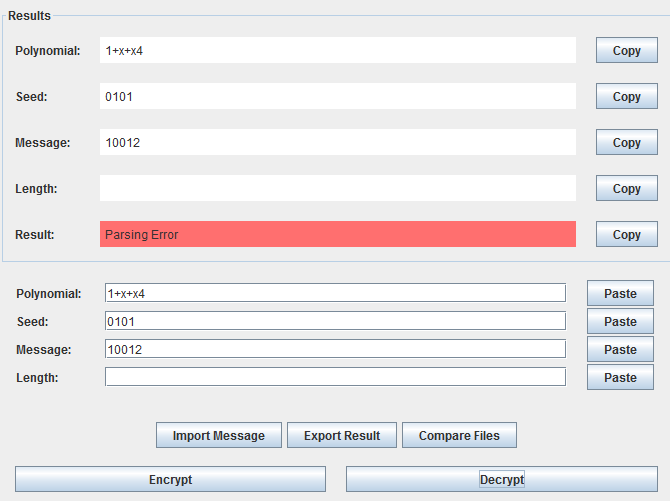 Results
Polynomial: 1+x+x4 Copy
Seed: 0101 Copy
Message: 10012 Copy
Length: Copy
Result: Parsing Error Copy
Polynomial: 1+x+x4 Paste
Seed: 0101 Paste
Message: 10012 Paste
Length: Paste
Import Message Export Result Compare Files
Encrypt Decrypt